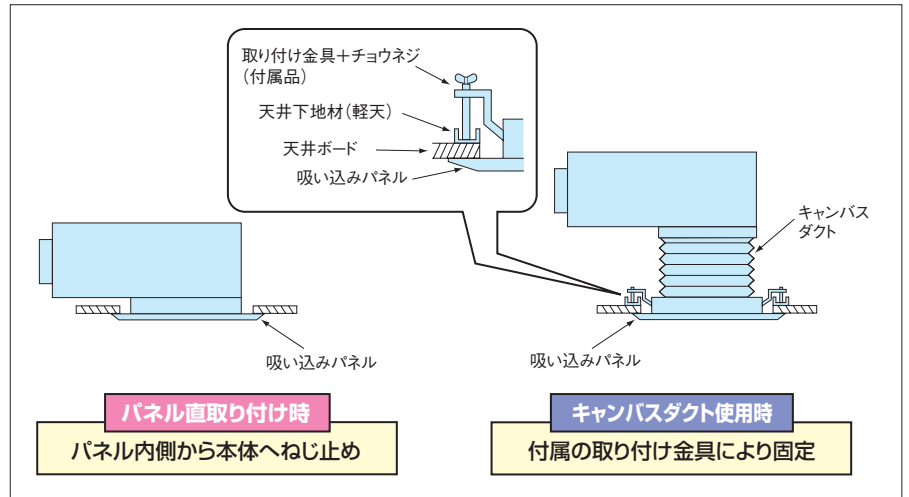 取り付け金具＋チョウネジ
（付属品）
天井下地材（軽天）
天井ボード
吸い込みパネル
キャンバス
ダクト
吸い込みパネル
吸い込みパネル
パネル直取り付け時
パネル内側から本体へねじ止め
キャンバスダクト使用時
付属の取り付け金具により固定